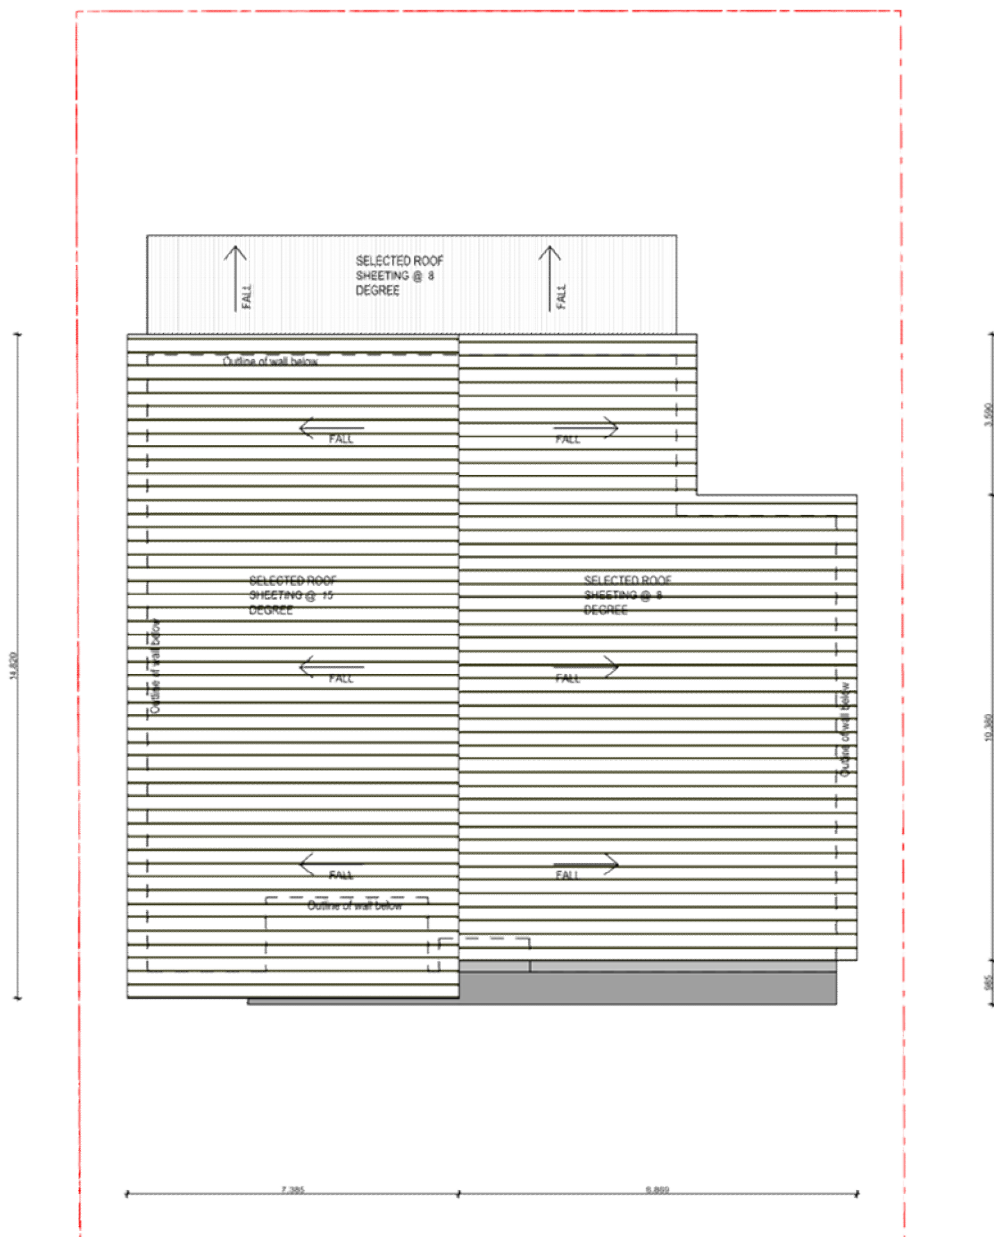 SELECTED ROOF
SHEETING @ 8
DEGREE
FALL
FALL
Outline of wall below
FALL
FALL
3.590
SELECTED ROOF
SHEETING @ 15
DEGREE
SELECTED ROOF
SHEETING @ 8
DEGREE
Outline of wall below
14.820
FALL
FALL
Outline of wall below
10.380
FALL
FALL
Outline of wall below
985
7.385
8.869